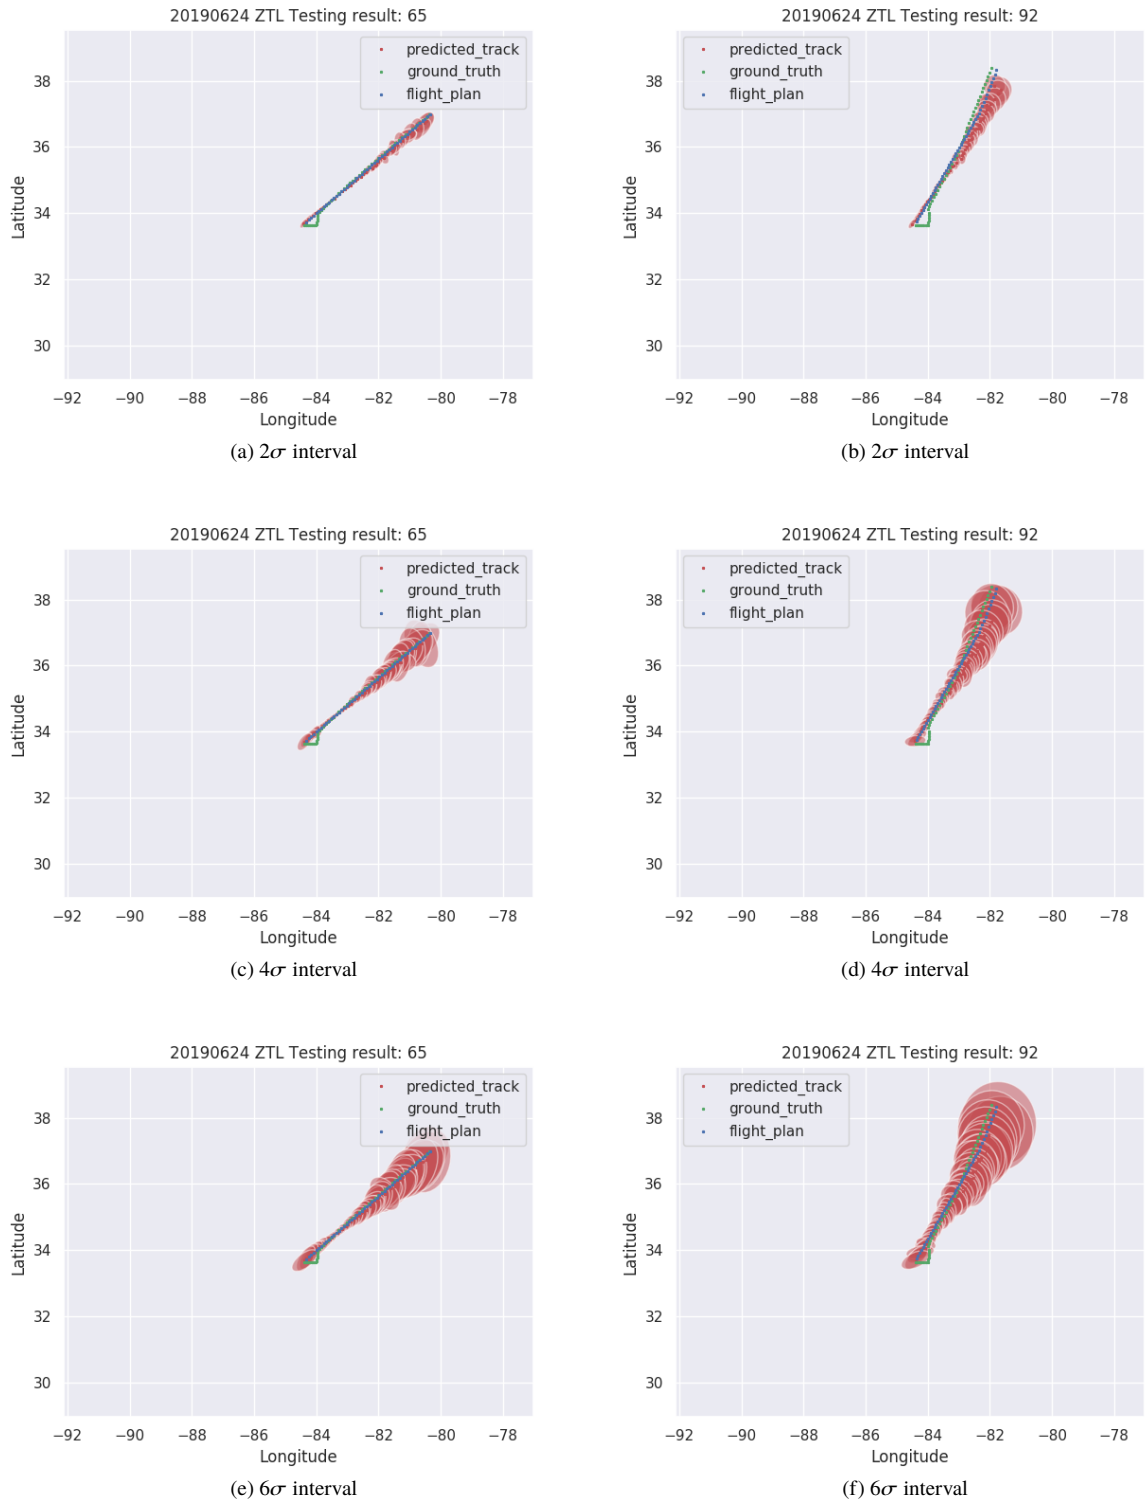 20190624 ZTL Testing result: 65
predicted_track
ground_truth
flight_plan
38
36
34
32
30
Latitude
−92 −90 −88 −86 −84 −82 −80 −78
Longitude
(a) 2σ interval
20190624 ZTL Testing result: 92
predicted_track
ground_truth
flight_plan
38
36
34
32
30
Latitude
−92 −90 −88 −86 −84 −82 −80 −78
Longitude
(b) 2σ interval
20190624 ZTL Testing result: 65
predicted_track
ground_truth
flight_plan
38
36
34
32
30
Latitude
−92 −90 −88 −86 −84 −82 −80 −78
Longitude
(c) 4σ interval
20190624 ZTL Testing result: 92
predicted_track
ground_truth
flight_plan
38
36
34
32
30
Latitude
−92 −90 −88 −86 −84 −82 −80 −78
Longitude
(d) 4σ interval
20190624 ZTL Testing result: 65
predicted_track
ground_truth
flight_plan
38
36
34
32
30
Latitude
−92 −90 −88 −86 −84 −82 −80 −78
Longitude
(e) 6σ interval
20190624 ZTL Testing result: 92
predicted_track
ground_truth
flight_plan
38
36
34
32
30
Latitude
−92 −90 −88 −86 −84 −82 −80 −78
Longitude
(f) 6σ interval